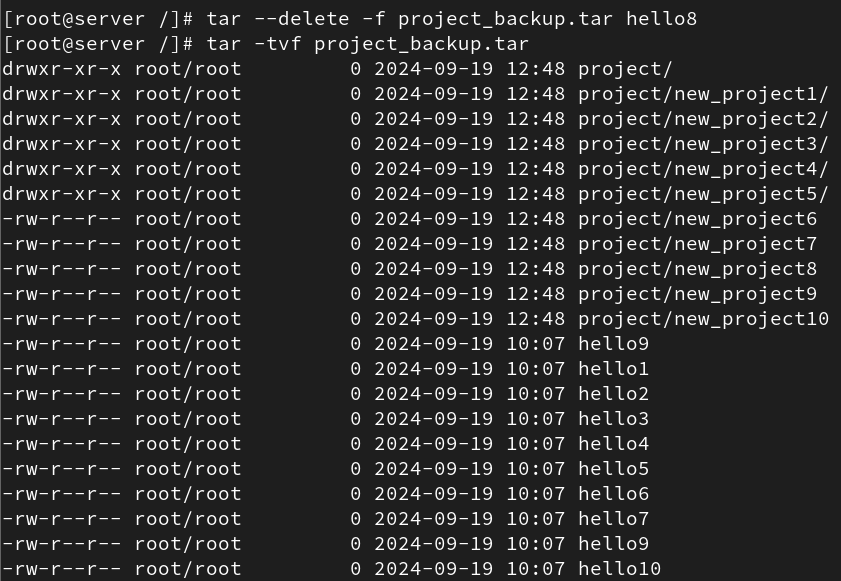 [root@server /]# tar --delete -f project_backup.tar hello8
[root@server /]# tar -tvf project_backup.tar
drwxr-xr-x root/root         0 2024-09-19 12:48 project/
drwxr-xr-x root/root         0 2024-09-19 12:48 project/new_project1/
drwxr-xr-x root/root         0 2024-09-19 12:48 project/new_project2/
drwxr-xr-x root/root         0 2024-09-19 12:48 project/new_project3/
drwxr-xr-x root/root         0 2024-09-19 12:48 project/new_project4/
drwxr-xr-x root/root         0 2024-09-19 12:48 project/new_project5/
-rw-r--r-- root/root         0 2024-09-19 12:48 project/new_project6
-rw-r--r-- root/root         0 2024-09-19 12:48 project/new_project7
-rw-r--r-- root/root         0 2024-09-19 12:48 project/new_project8
-rw-r--r-- root/root         0 2024-09-19 12:48 project/new_project9
-rw-r--r-- root/root         0 2024-09-19 12:48 project/new_project10
-rw-r--r-- root/root         0 2024-09-19 10:07 hello9
-rw-r--r-- root/root         0 2024-09-19 10:07 hello1
-rw-r--r-- root/root         0 2024-09-19 10:07 hello2
-rw-r--r-- root/root         0 2024-09-19 10:07 hello3
-rw-r--r-- root/root         0 2024-09-19 10:07 hello4
-rw-r--r-- root/root         0 2024-09-19 10:07 hello5
-rw-r--r-- root/root         0 2024-09-19 10:07 hello6
-rw-r--r-- root/root         0 2024-09-19 10:07 hello7
-rw-r--r-- root/root         0 2024-09-19 10:07 hello9
-rw-r--r-- root/root         0 2024-09-19 10:07 hello10